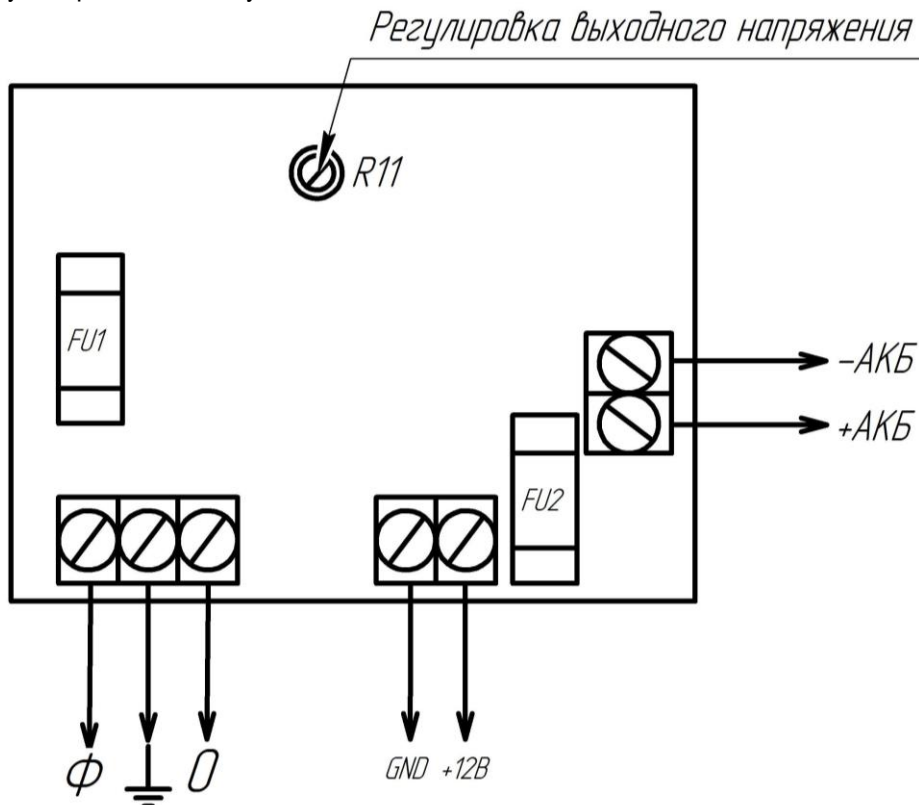 Регулировка выходного напряжения
R11
FU1
-АКБ
+АКБ
FU2
Ф
0
GND +12В